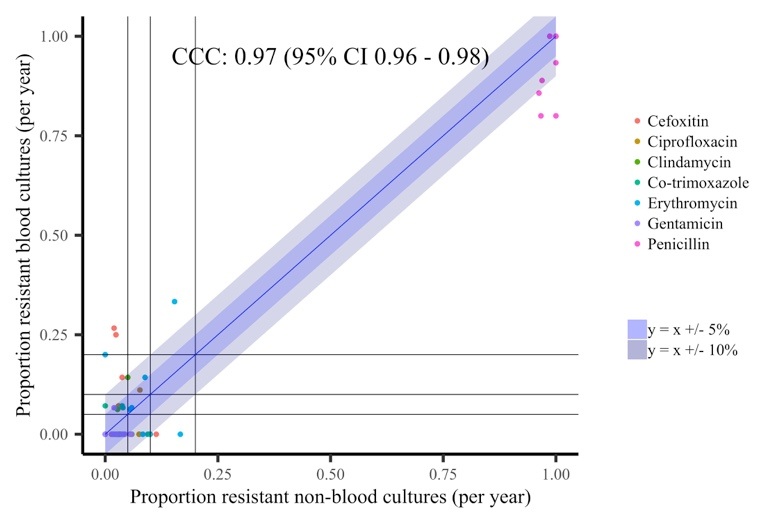 CCC: 0.97 (95% CI 0.96 - 0.98)
Proportion resistant blood cultures (per year)
1.00
0.75
0.50
0.25
0.00
0.00 0.25 0.50 0.75 1.00
Proportion resistant non-blood cultures (per year)
Cefoxitin
Ciprofloxacin
Clindamycin
Co-trimoxazole
Erythromycin
Gentamicin
Penicillin
y = x +/- 5%
y = x +/- 10%